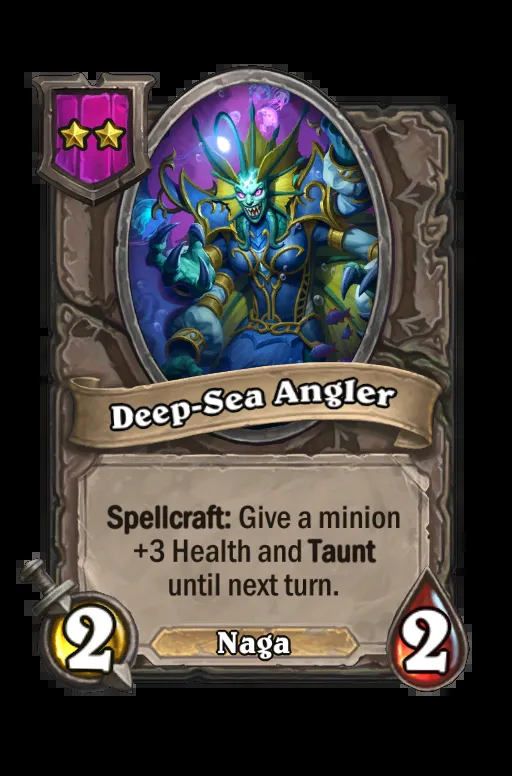 Deep-Sea Angler
Spellcraft: Give a minion
+3 Health and Taunt
until next turn.
2
Naga
2